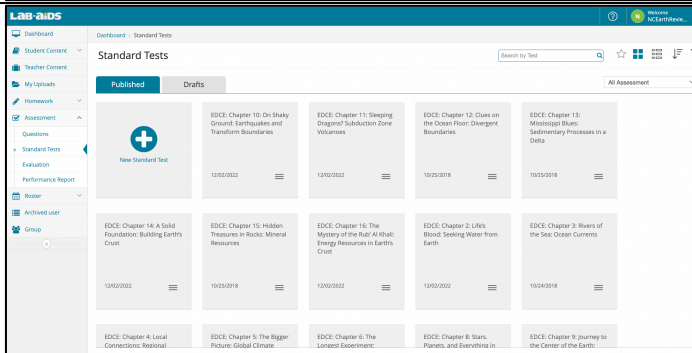 LAB-AIDS
Welcome
N
NCEarthRevie...
Dashboard
Student Content
Teacher Content
My Uploads
Homework
Assessment
Questions
Standard Tests
Evaluation
Performance Report
Roster
Archived user
Group
Dashboard > Standard Tests
Standard Tests
Search by Test
Published
Drafts
All Assessment
New Standard Test
EDCE: Chapter 10: On Shaky
Ground: Earthquakes and
Transform Boundaries
12/02/2022
EDCE: Chapter 11; Sleeping
Dragons? Subduction Zone
Volcanoes
12/02/2022
EDCE: Chapter 12: Clues on
the Ocean Floor: Divergent
Boundaries
10/25/2018
EDCE: Chapter 13:
Mississippi Blues:
Sedimentary Processes in a
Delta
10/25/2018
EDCE: Chapter 14: A Solid
Foundation: Building Earth's
Crust
12/02/2022
EDCE: Chapter 15: Hidden
Treasures in Rocks: Mineral
Resources
10/25/2018
EDCE: Chapter 16: The
Mystery of the Rub' Al Khali:
Energy Resources in Earth's
Crust
12/02/2022
EDCE: Chapter 2: Life's
Blood: Seeking Water from
Earth
12/02/2022
EDCE: Chapter 3: Rivers of
the Sea: Ocean Currents
10/24/2018
EDCE: Chapter 4: Local
Connections: Regional
EDCE: Chapter 5: The Bigger
Picture: Global Climate
EDCE: Chapter 6: The
Longest Experiment:
EDCE: Chapter 8: Stars,
Planets, and Everything in
EDCE: Chapter 9: Journey to
the Center of the Earth: